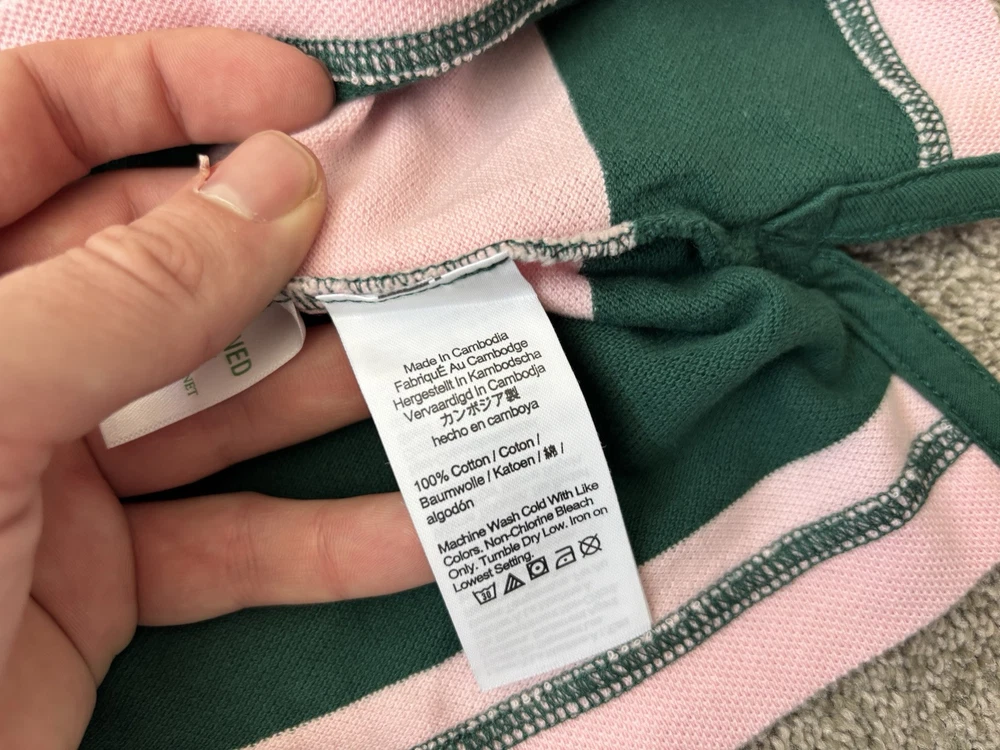 NED
NET
Made In Cambodia
FabriquÉ Au Cambodge
Hergestellt In Kambodscha
Vervaardigd In Cambodja
カンボジア製
hecho en camboya
100% Cotton / Coton /
Baumwolle / Katoen / 綿 /
algodón
Machine Wash Cold With Like
Colors. Non-Chlorine Bleach
Only. Tumble Dry Low. Iron on
Lowest Setting.
30